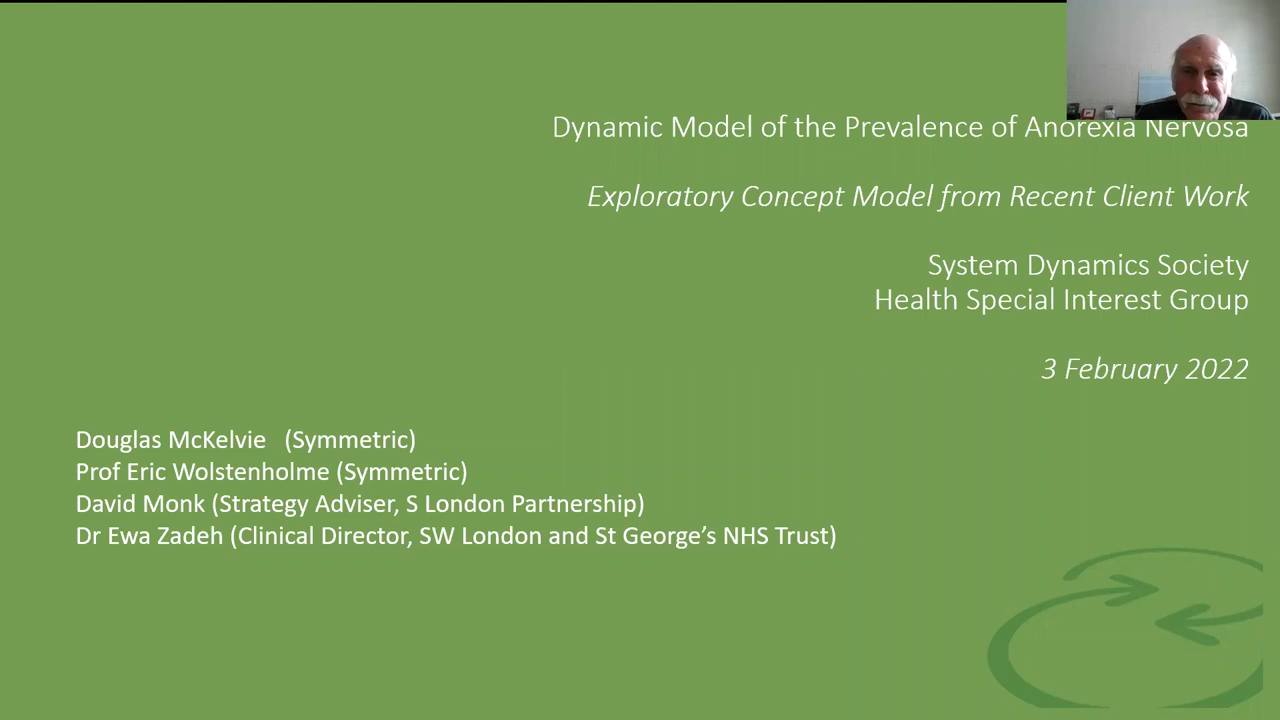 Dynamic Model of the Prevalence of Anorexia Nervosa
Exploratory Concept Model from Recent Client Work
System Dynamics Society
Health Special Interest Group
3 February 2022
Douglas McKelvie (Symmetric)
Prof Eric Wolstenholme (Symmetric)
David Monk (Strategy Adviser, S London Partnership)
Dr Ewa Zadeh (Clinical Director, SW London and St George's NHS Trust)